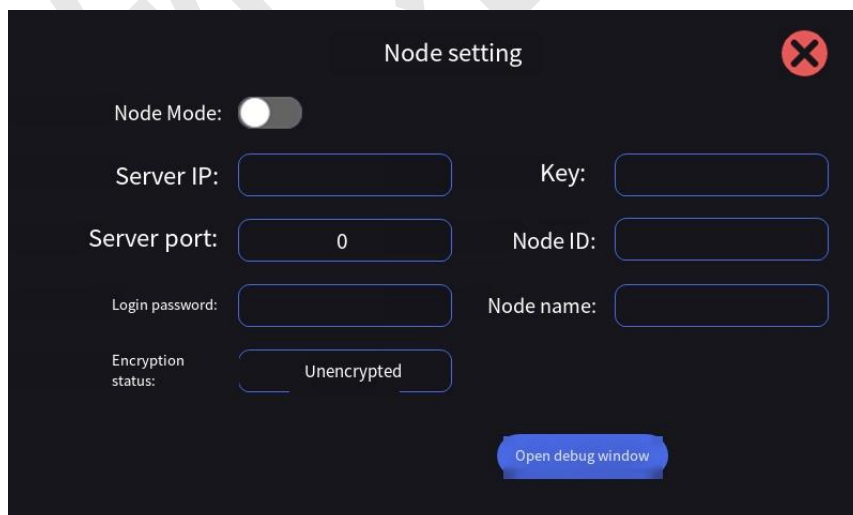 Node setting
Node Mode:
Server IP:
Key:
Server port: 0
Node ID:
Login password:
Node name:
Encryption
status:
Unencrypted
Open debug window